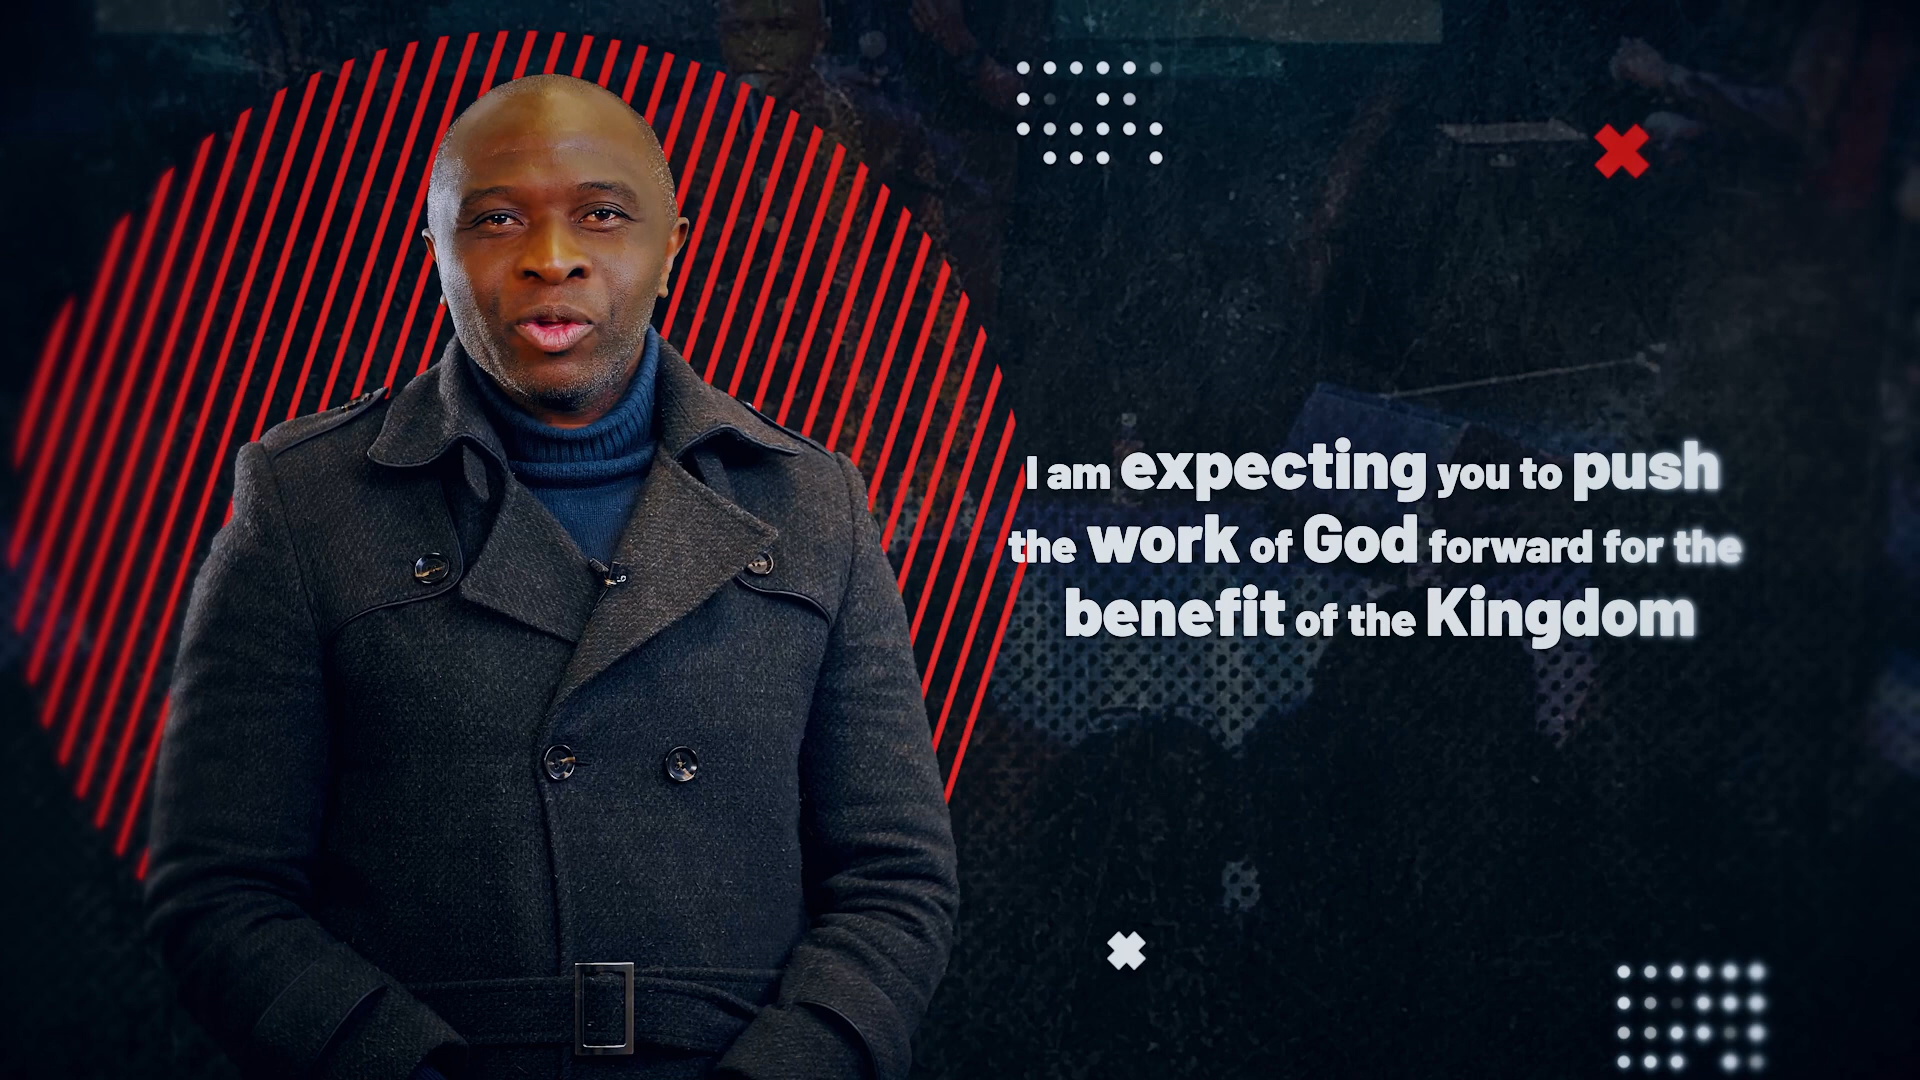 I am expecting you to push
the work of God forward for the
benefit of the Kingdom